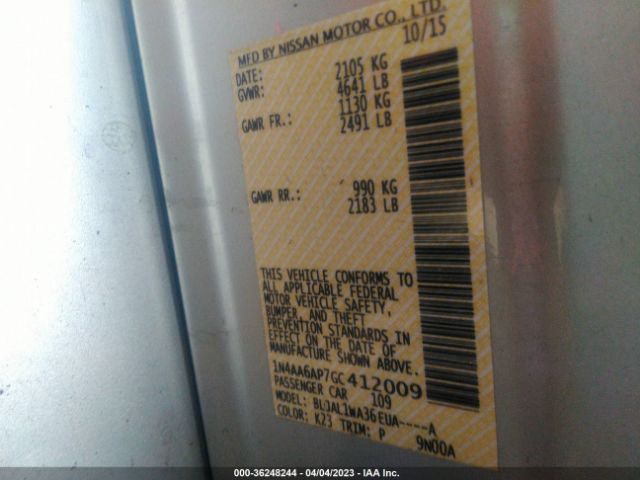 MFD BY NISSAN MOTOR CO., LTD.
DATE: 10/15
GVWR: 2105 KG
4641 LB
GAWR FR.: 1130 KG
2491 LB
GAWR RR.: 990 KG
2183 LB
THIS VEHICLE CONFORMS TO
ALL APPLICABLE FEDERAL
MOTOR VEHICLE SAFETY,
BUMPER, AND THEFT
PREVENTION STANDARDS IN
EFFECT ON THE DATE OF
MANUFACTURE SHOWN ABOVE.
1N4AA6AP7GC412009
PASSENGER CAR 109
MODEL: BL0AL1WA36EUA----A
COLOR: K23 TRIM: P 9N00A
000-36248244 - 04/04/2023 - IAA Inc.